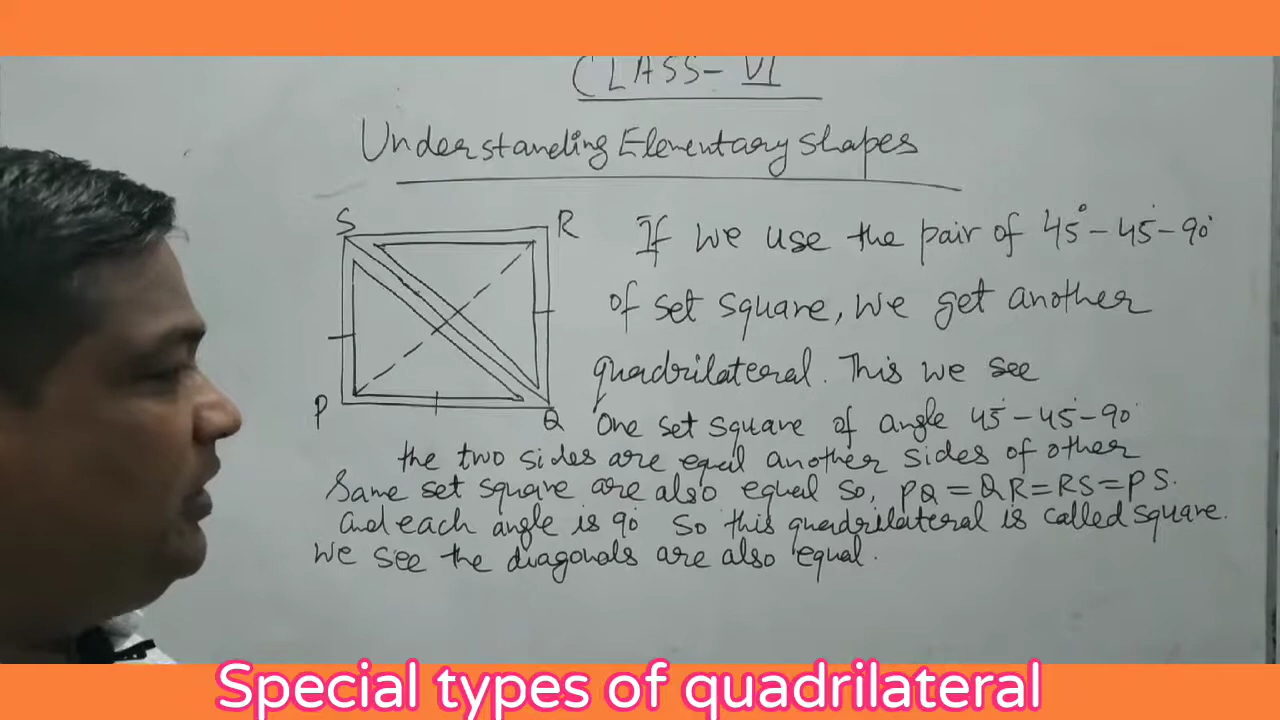 CLASS- VI
Understanding Elementary shapes
S
R
P
Q
If we use the pair of 45°-45°-90°
of set square, we get another
quadrilateral. This we see
One set square of angle 45°-45°-90°
the two sides are equal another sides of other
Same set square are also equal so, PQ=QR=RS=PS.
and each angle is 90° so this quadrilateral is called square.
We see the diagonals are also equal.
Special types of quadrilateral